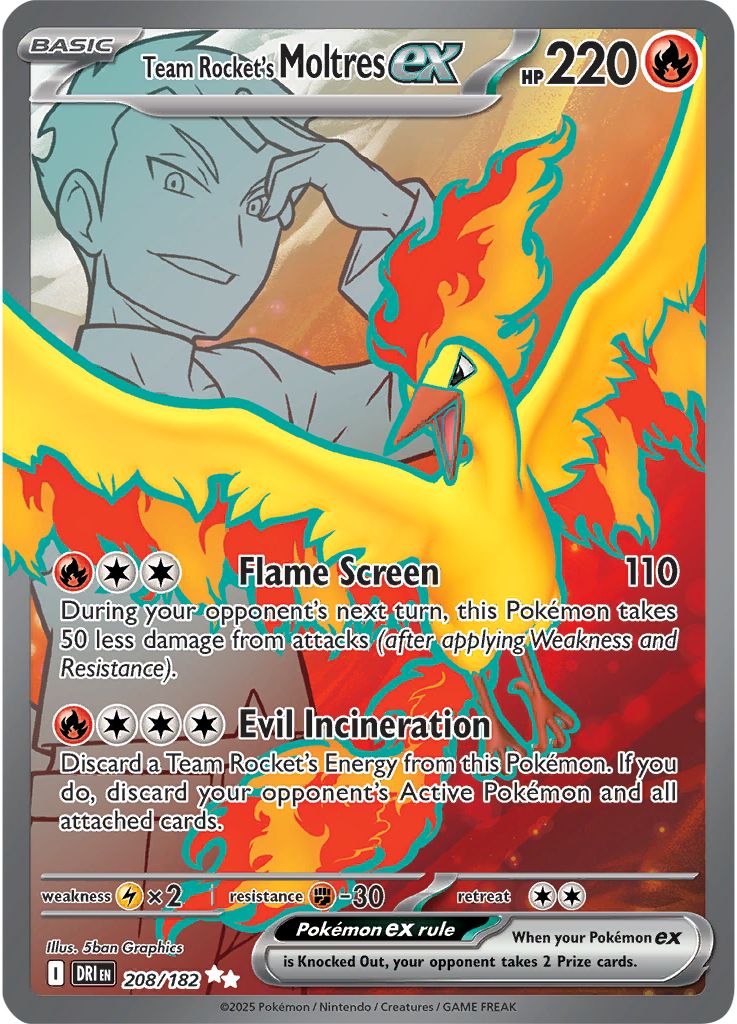 BASIC
Team Rocket's Moltres ex HP 220
Flame Screen 110
During your opponent's next turn, this Pokémon takes
50 less damage from attacks (after applying Weakness and
Resistance).
Evil Incineration
Discard a Team Rocket's Energy from this Pokémon. If you
do, discard your opponent's Active Pokémon and all
attached cards.
weakness ×2 resistance -30 retreat
Pokémon ex rule
When your Pokémon ex
is Knocked Out, your opponent takes 2 Prize cards.
Illus. 5ban Graphics
I DRI EN 208/182
©2025 Pokémon / Nintendo / Creatures / GAME FREAK